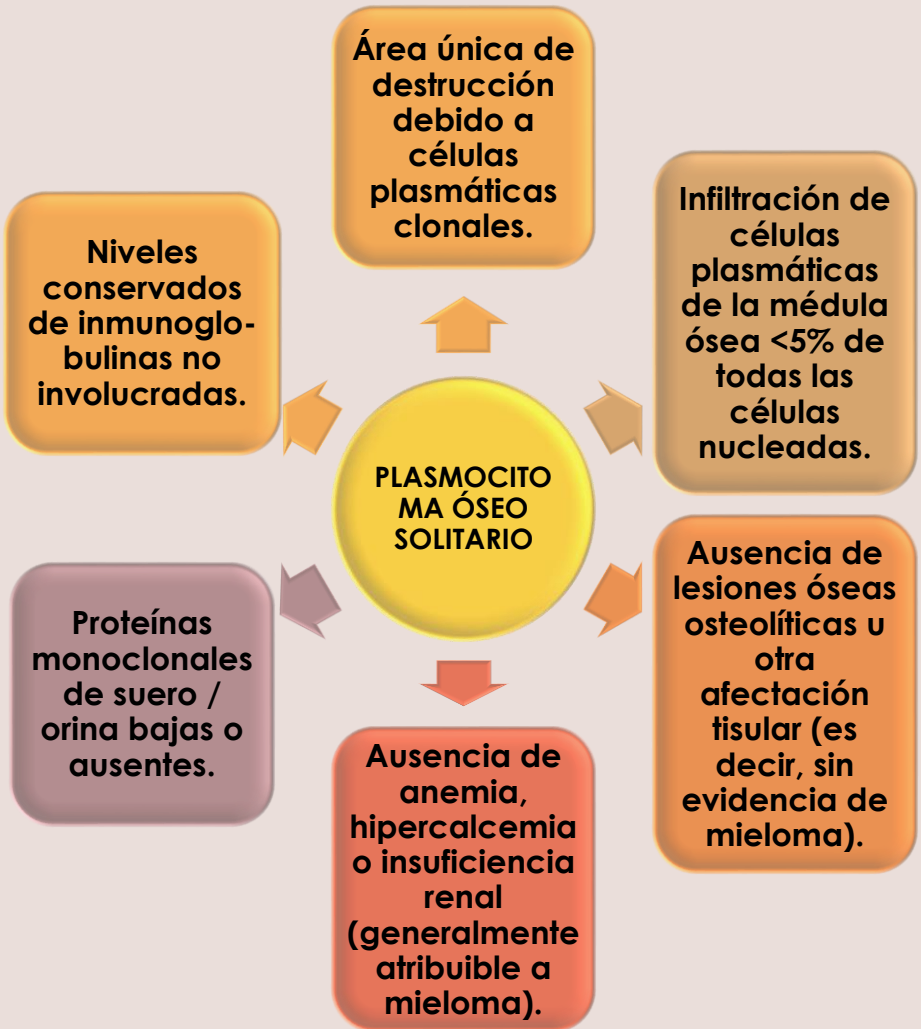 Área única de
destrucción
debido a
células
plasmáticas
clonales.
Infiltración de
células
plasmáticas
de la médula
ósea <5% de
todas las
células
nucleadas.
Ausencia de
lesiones óseas
osteolíticas u
otra
afectación
tisular (es
decir, sin
evidencia de
mieloma).
Ausencia de
anemia,
hipercalcemia
o insuficiencia
renal
(generalmente
atribuible a
mieloma).
Proteínas
monoclonales
de suero /
orina bajas o
ausentes.
Niveles
conservados
de inmunoglo-
bulinas no
involucradas.
PLASMOCITO
MA ÓSEO
SOLITARIO